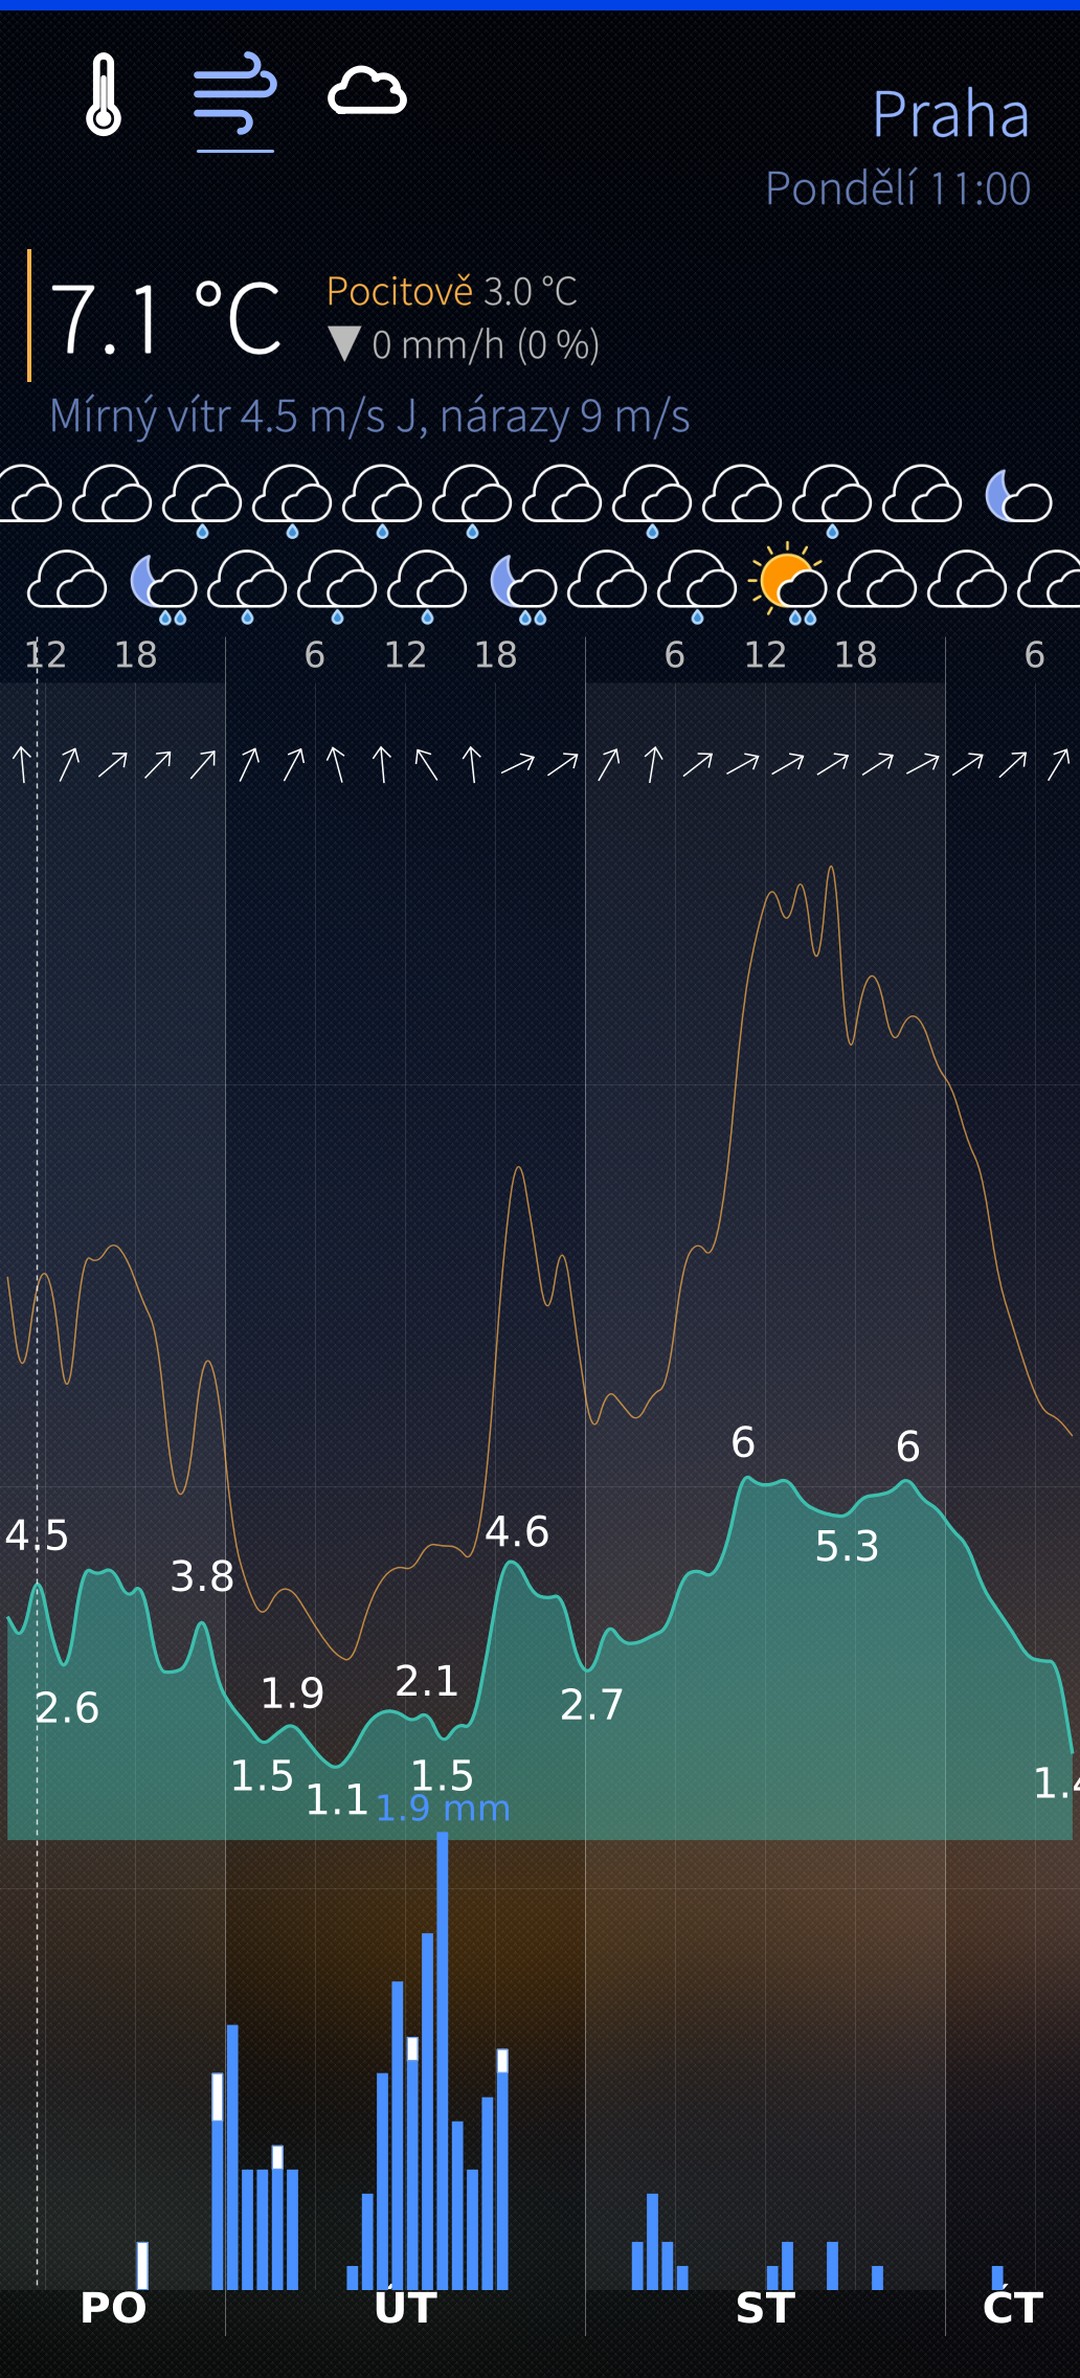 Praha
Pondělí 11:00
7.1 °C
Pocitově 3.0 °C
▼ 0 mm/h (0 %)
Mírný vítr 4.5 m/s J, nárazy 9 m/s
12 18 6 12 18 6 12 18 6
6 6
4.5 4.6 5.3
3.8
2.6 1.9 2.1 2.7
1.5 1.1 1.5 1.4
1.9 mm
PO ÚT ST ČT